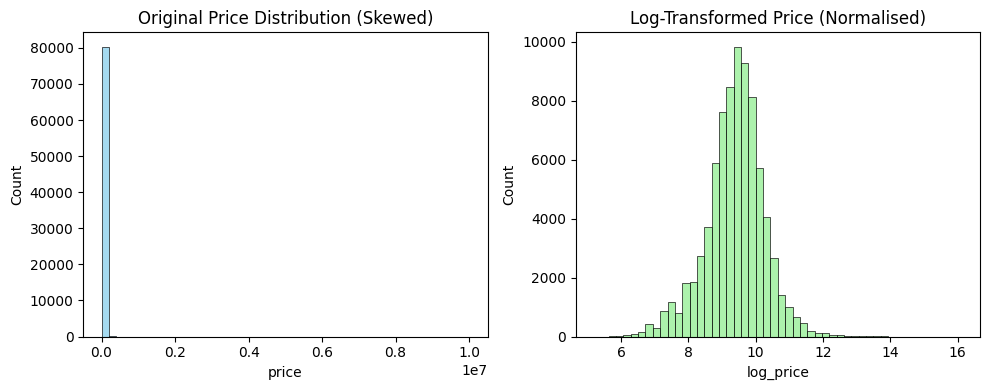 Original Price Distribution (Skewed)
80000
70000
60000
50000
40000
30000
20000
10000
0
Count
0.0 0.2 0.4 0.6 0.8 1.0
1e7
price
Log-Transformed Price (Normalised)
10000
8000
6000
4000
2000
0
Count
6 8 10 12 14 16
log_price